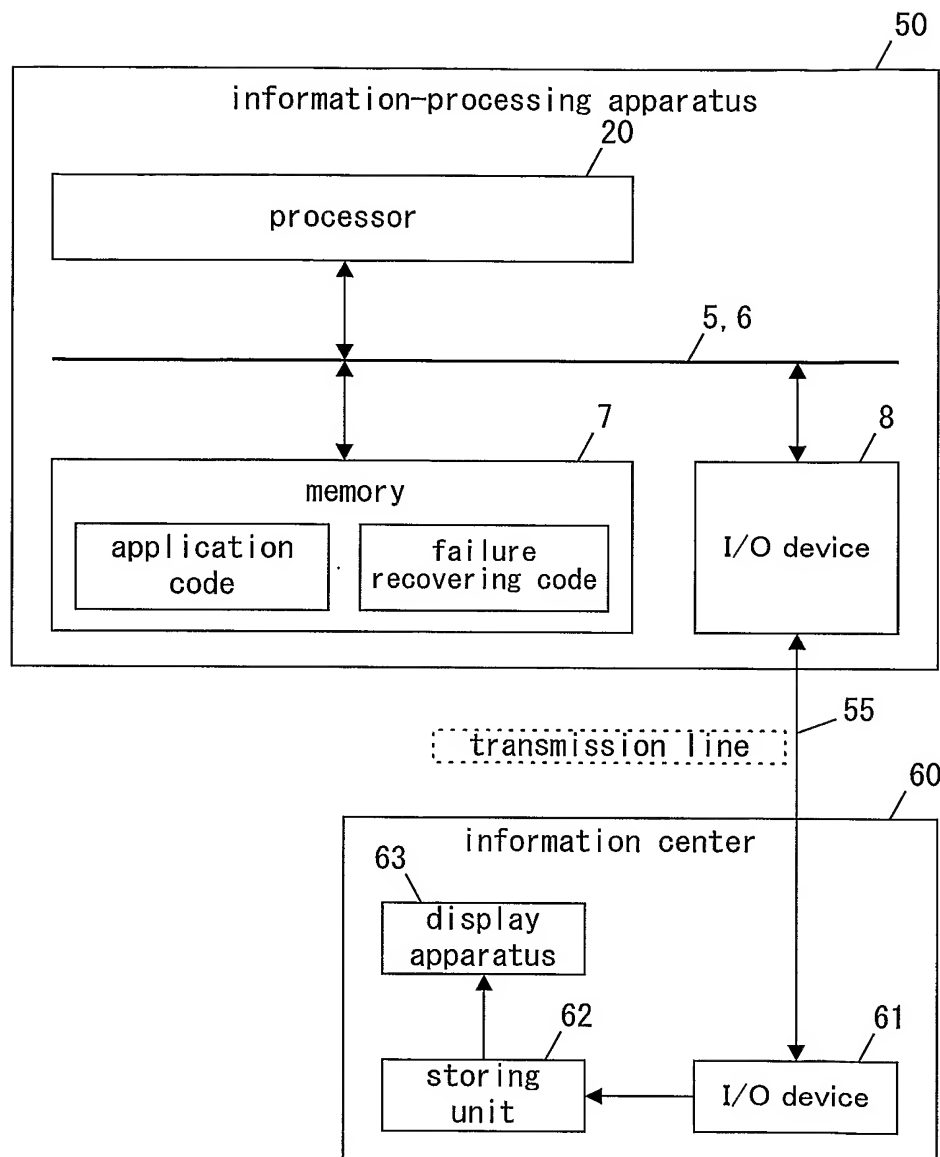 50
information-processing apparatus
20
processor
5, 6
7
8
memory
application
code
failure
recovering code
I/O device
55
transmission line
60
information center
63
display
apparatus
62
61
storing
unit
I/O device